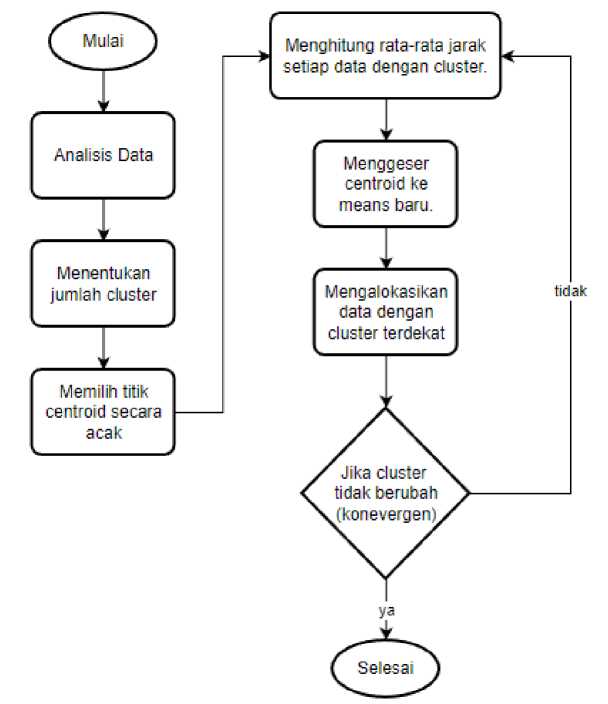 Mulai
Analisis Data
Menentukan
jumlah cluster
Memilih titik
centroid secara
acak
Menghitung rata-rata jarak
setiap data dengan cluster.
Menggeser
centroid ke
means baru.
Mengalokasikan
data dengan
cluster terdekat
Jika cluster
tidak berubah
(konevergen)
tidak
ya
Selesai